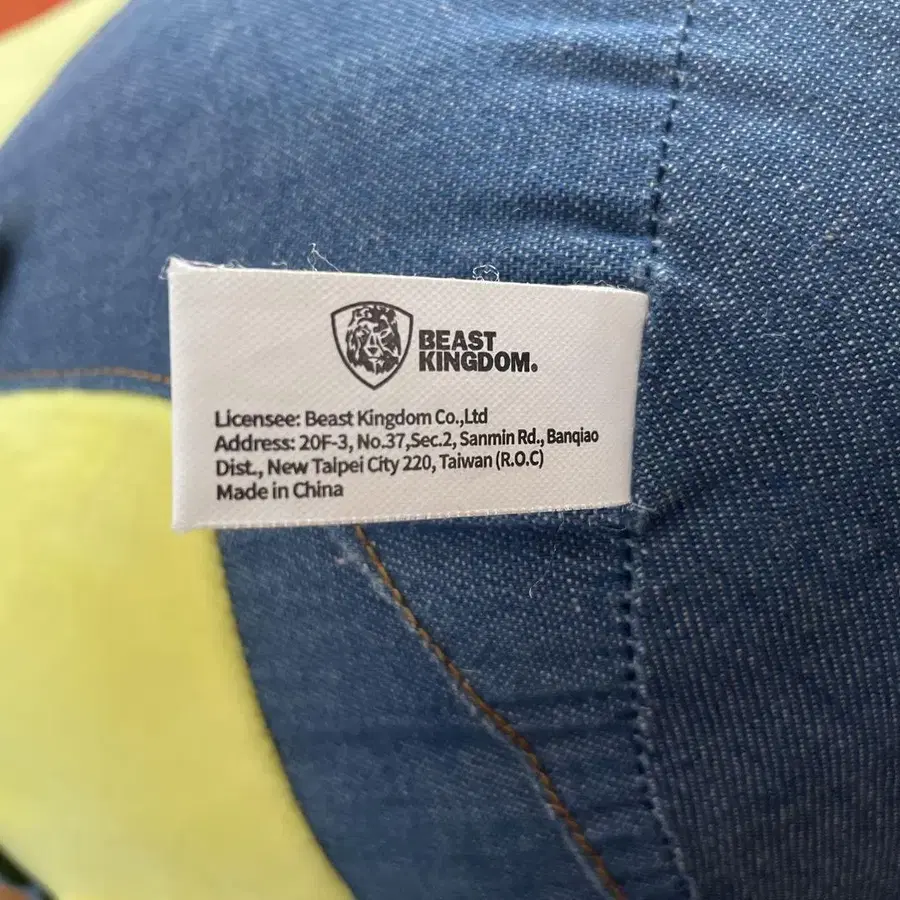 BEAST
KINGDOM.
Licensee: Beast Kingdom Co.,Ltd
Address: 20F-3, No.37,Sec.2, Sanmin Rd., Banqiao
Dist., New Taipei City 220, Taiwan (R.O.C)
Made in China